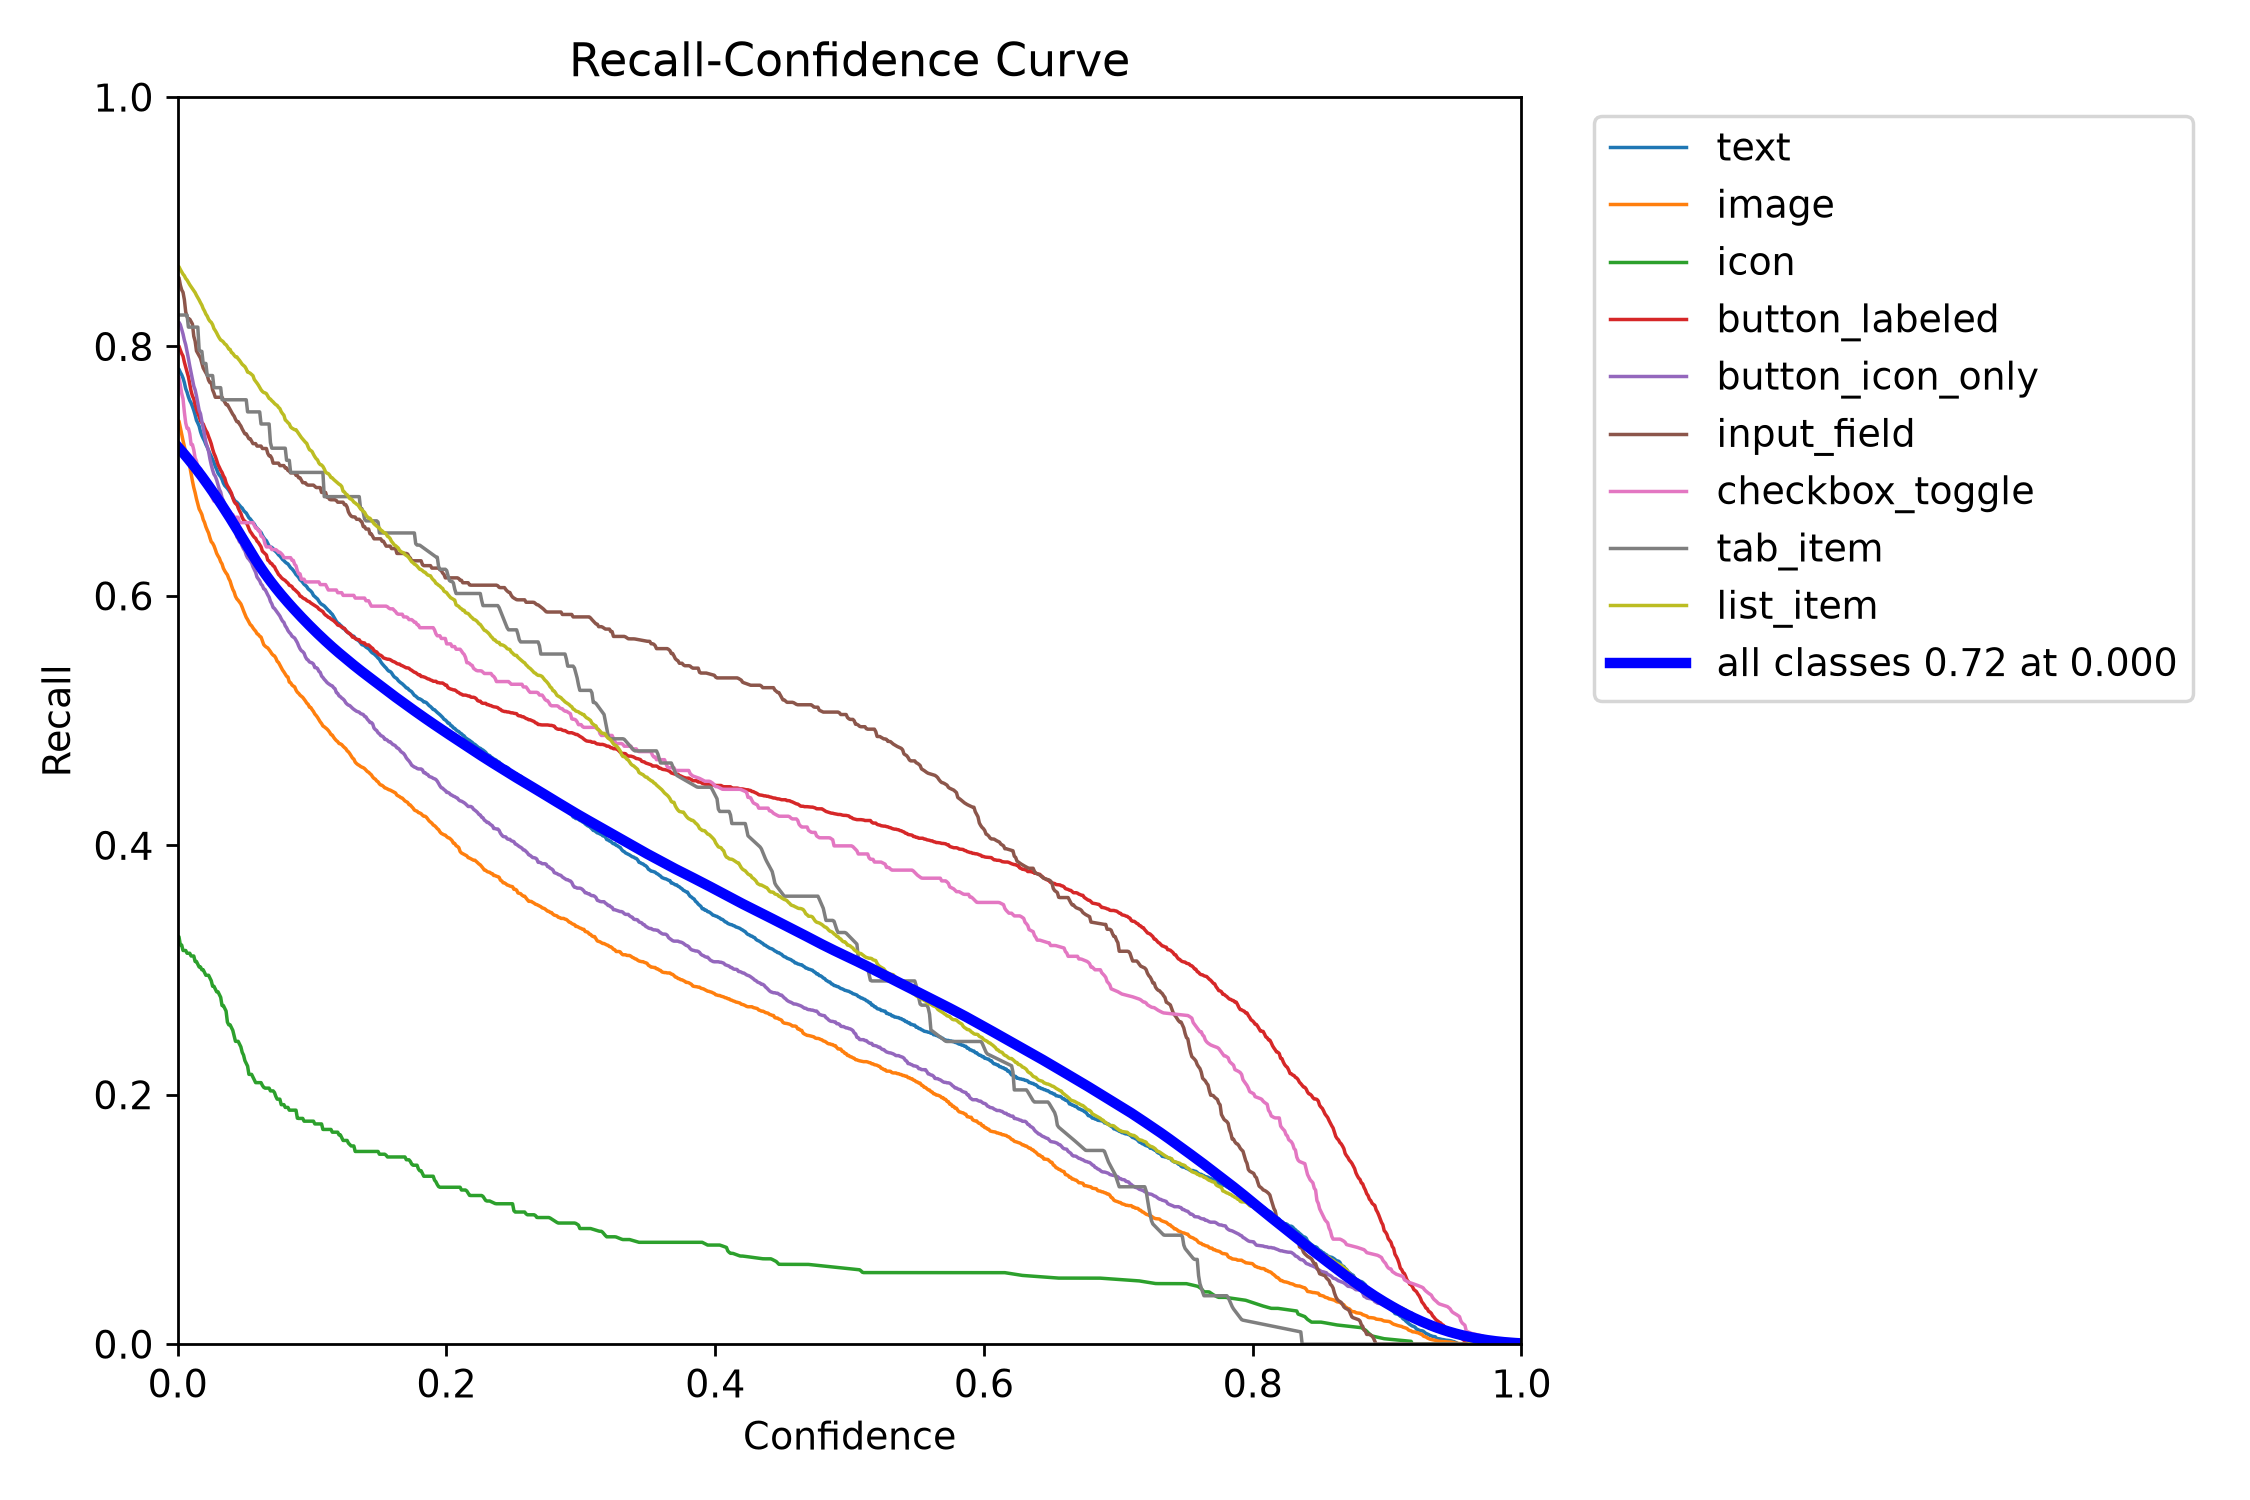 Recall-Confidence Curve
1.0
0.8
0.6
0.4
0.2
0.0
Recall
0.0 0.2 0.4 0.6 0.8 1.0
Confidence
text
image
icon
button_labeled
button_icon_only
input_field
checkbox_toggle
tab_item
list_item
all classes 0.72 at 0.000